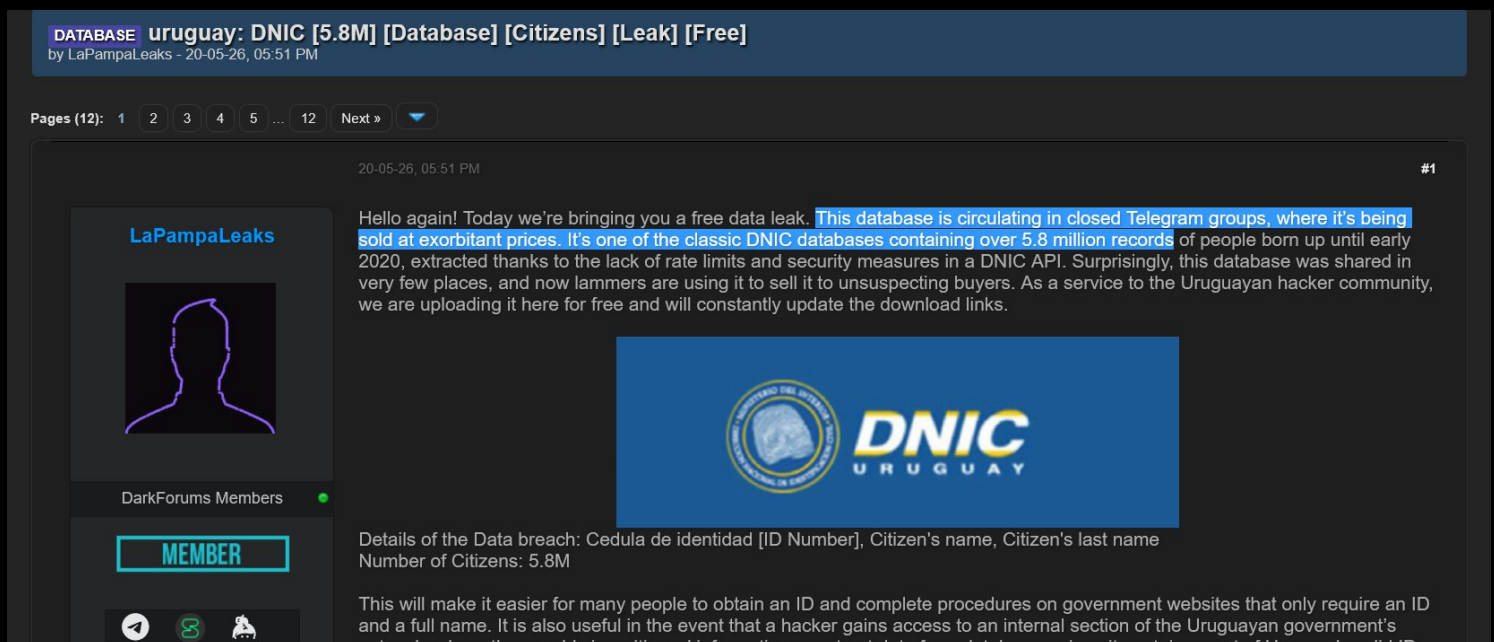 DATABASE uruguay: DNIC [5.8M] [Database] [Citizens] [Leak] [Free]
by LaPampaLeaks - 20-05-26, 05:51 PM
Pages (12): 1 2 3 4 5 ... 12 Next »
20-05-26, 05:51 PM
#1
LaPampaLeaks
Hello again! Today we’re bringing you a free data leak. This database is circulating in closed Telegram groups, where it’s being
sold at exorbitant prices. It’s one of the classic DNIC databases containing over 5.8 million records of people born up until early
2020, extracted thanks to the lack of rate limits and security measures in a DNIC API. Surprisingly, this database was shared in
very few places, and now lammers are using it to sell it to unsuspecting buyers. As a service to the Uruguayan hacker community,
we are uploading it here for free and will constantly update the download links.
DNIC
URUGUAY
DarkForums Members
MEMBER
Details of the Data breach: Cedula de identidad [ID Number], Citizen's name, Citizen's last name
Number of Citizens: 5.8M
This will make it easier for many people to obtain an ID and complete procedures on government websites that only require an ID
and a full name. It is also useful in the event that a hacker gains access to an internal section of the Uruguayan government’s